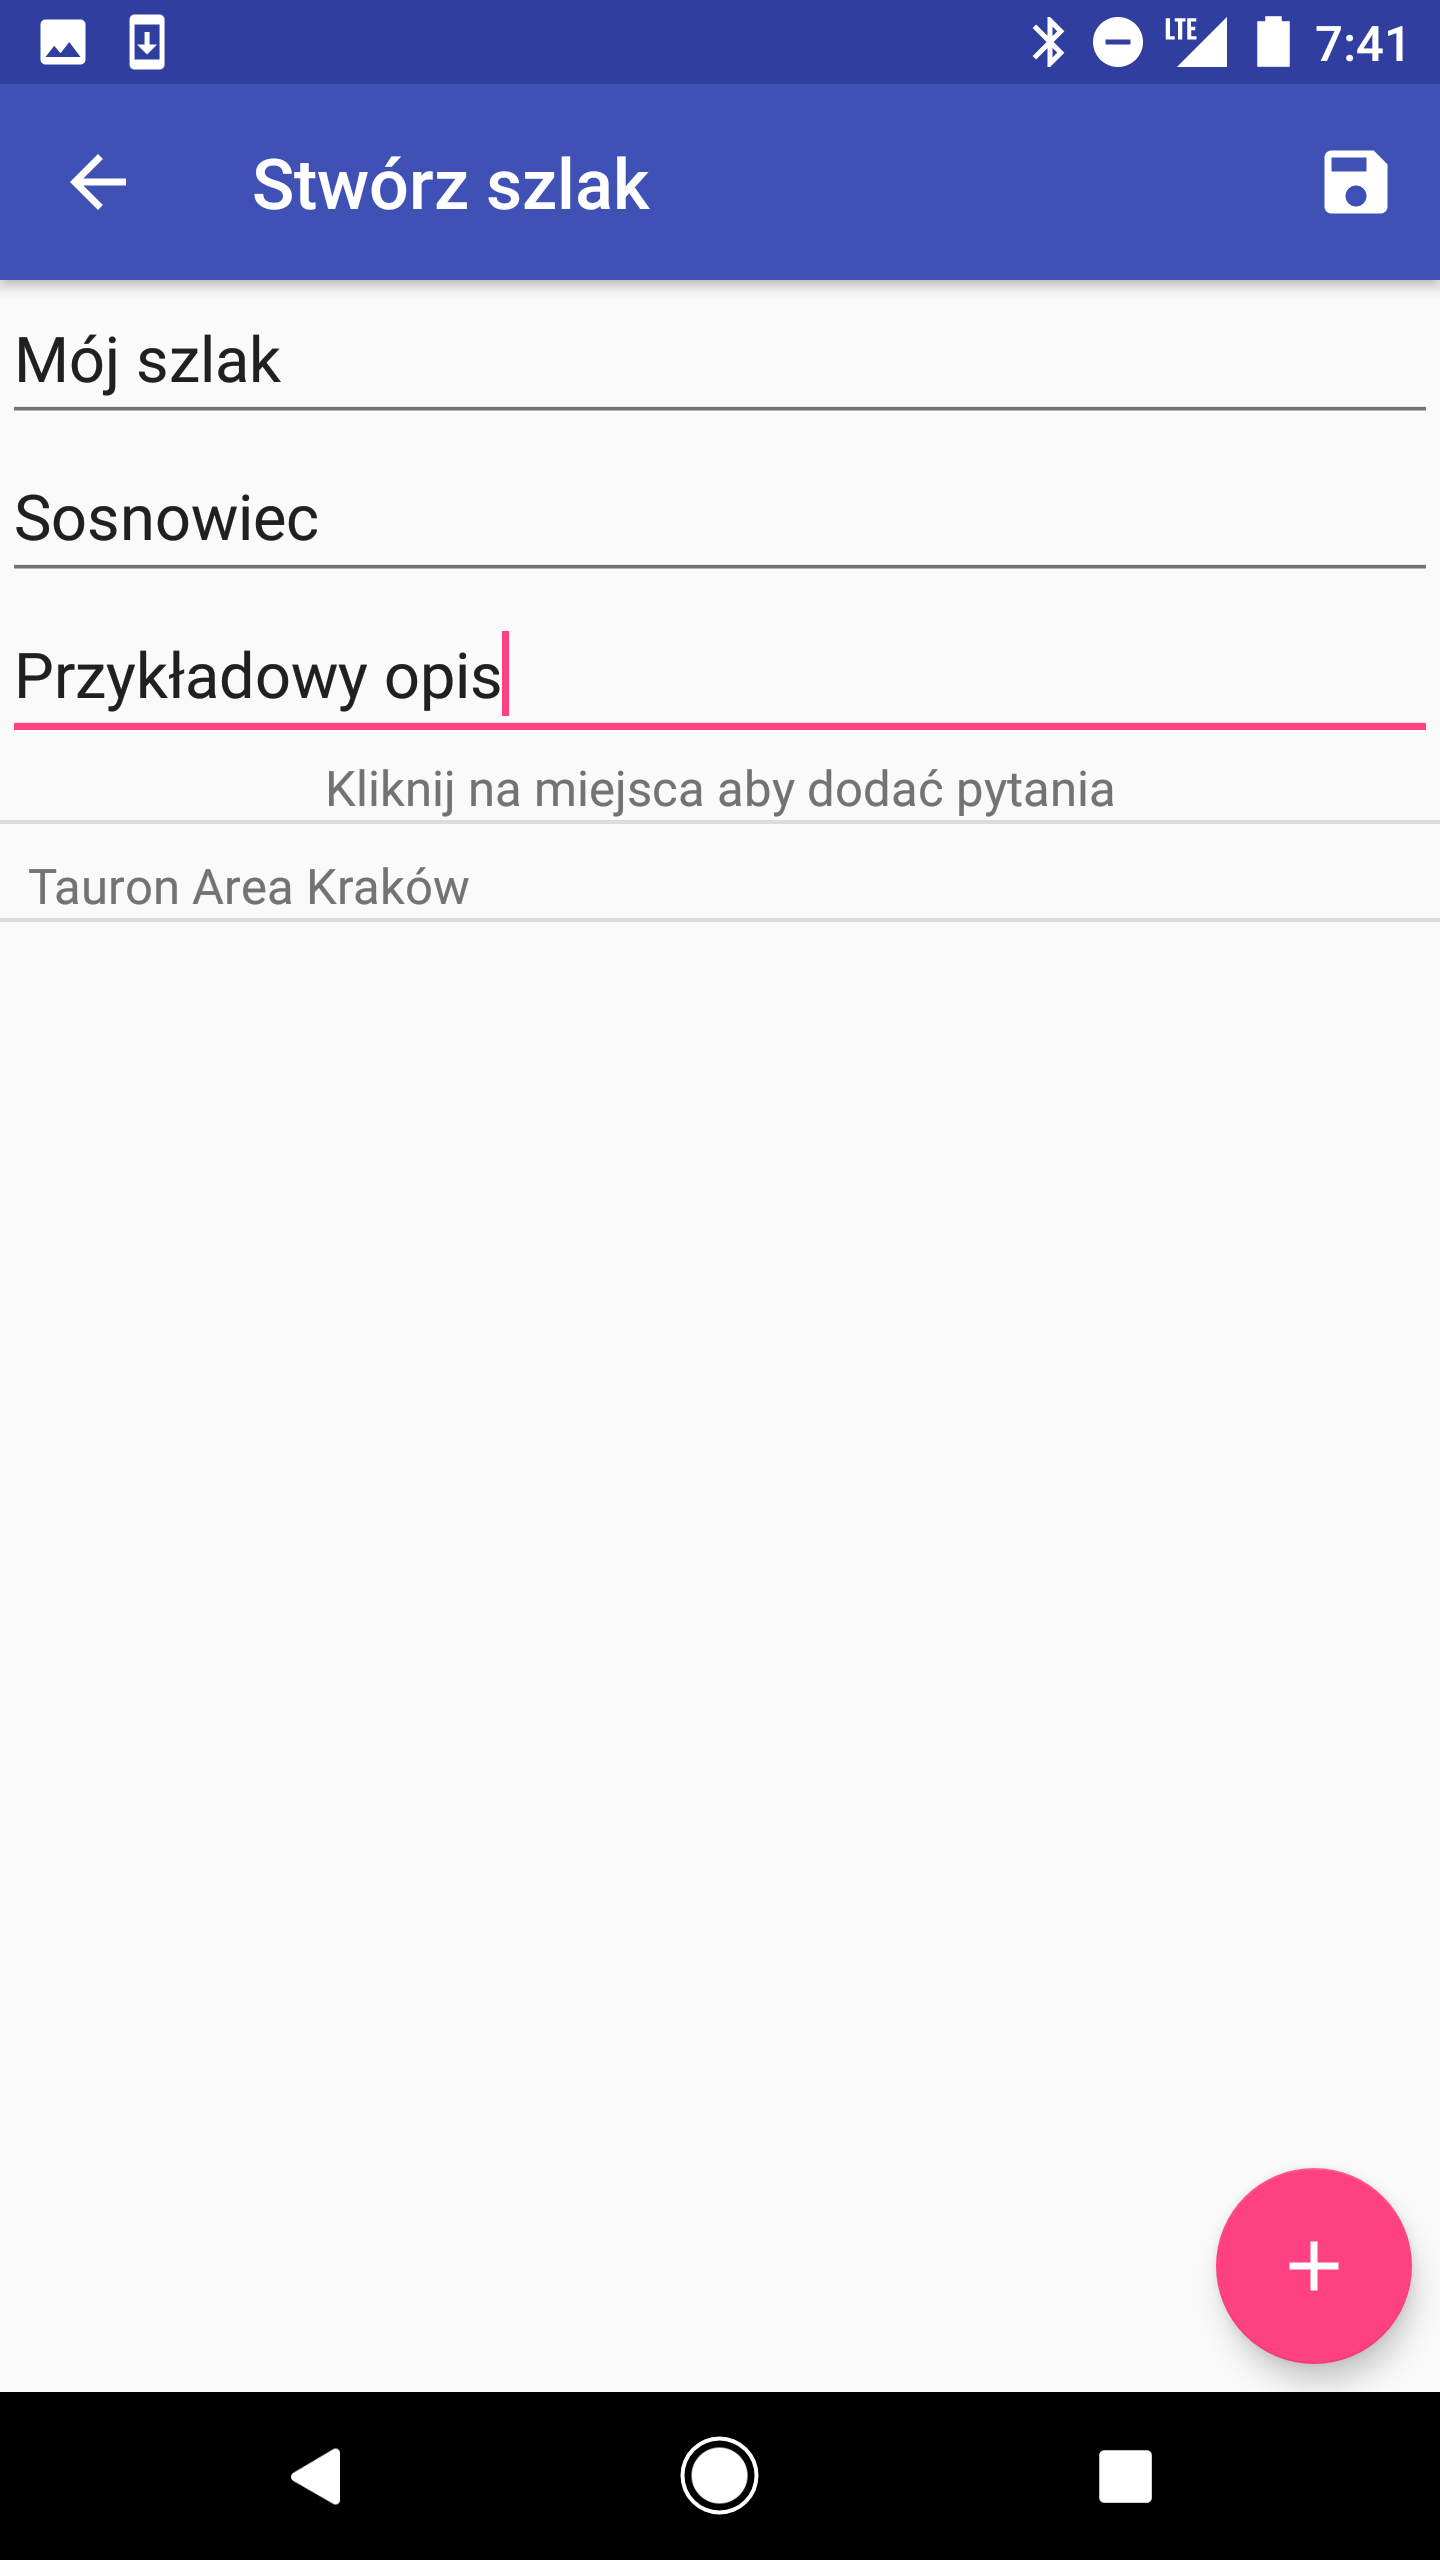 LTE 7:41
Stwórz szlak
Mój szlak
Sosnowiec
Przykładowy opis
Kliknij na miejsca aby dodać pytania
Tauron Area Kraków